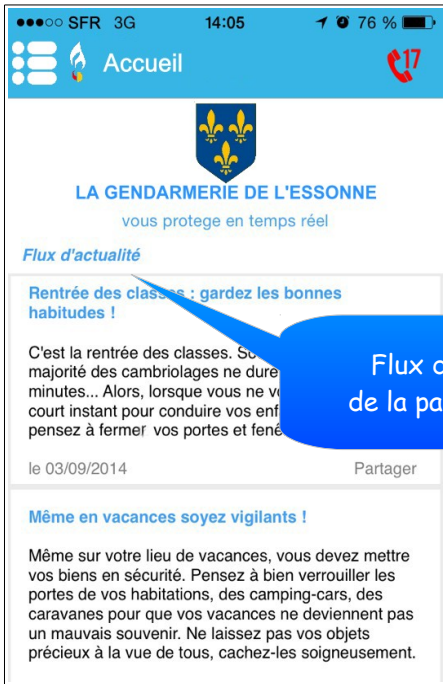 SFR 3G 14:05 76 %
Accueil 17
LA GENDARMERIE DE L'ESSONNE
vous protege en temps réel
Flux d'actualité
Rentrée des classes : gardez les bonnes
habitudes !
C'est la rentrée des classes.
majorité des cambriolages ne
minutes... Alors, lorsque vous ne
court instant pour conduire vos
pensez à fermer vos portes et
Flux
de la
le 03/09/2014 Partager
Même en vacances soyez vigilants !
Même sur votre lieu de vacances, vous devez mettre
vos biens en sécurité. Pensez à bien verrouiller les
portes de vos habitations, des camping-cars, des
caravanes pour que vos vacances ne deviennent pas
un mauvais souvenir. Ne laissez pas vos objets
précieux à la vue de tous, cachez-les soigneusement.